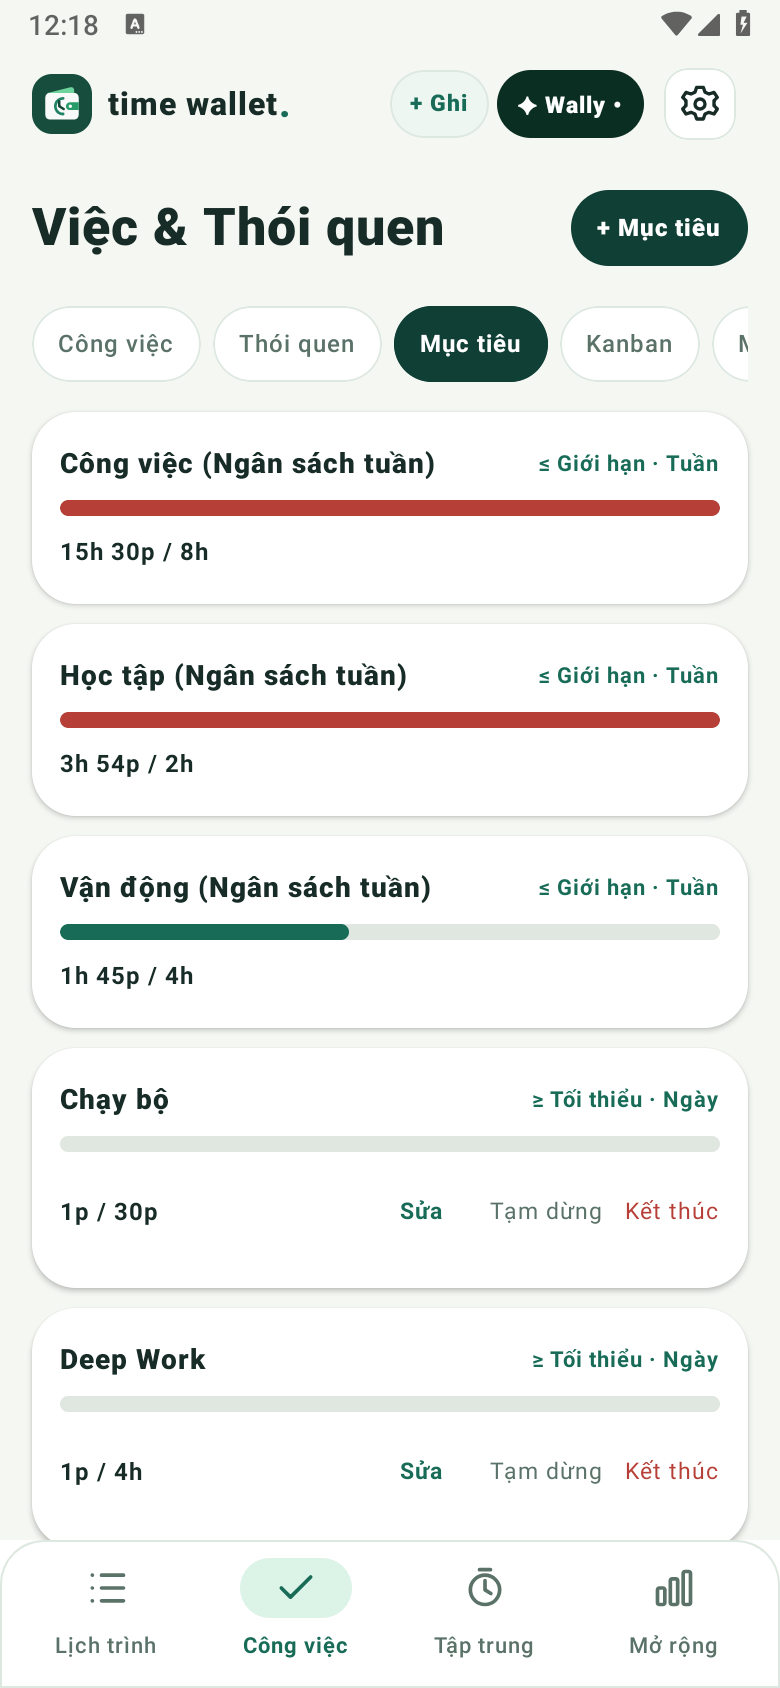 12:18
A
time wallet.
+ Ghi
Wally •
Việc & Thói quen
+ Mục tiêu
Công việc
Thói quen
Mục tiêu
Kanban
Công việc (Ngân sách tuần)
≤ Giới hạn · Tuần
15h 30p / 8h
Học tập (Ngân sách tuần)
≤ Giới hạn · Tuần
3h 54p / 2h
Vận động (Ngân sách tuần)
≤ Giới hạn · Tuần
1h 45p / 4h
Chạy bộ
≥ Tối thiểu · Ngày
1p / 30p
Sửa
Tạm dừng
Kết thúc
Deep Work
≥ Tối thiểu · Ngày
1p / 4h
Sửa
Tạm dừng
Kết thúc
Lịch trình
Công việc
Tập trung
Mở rộng